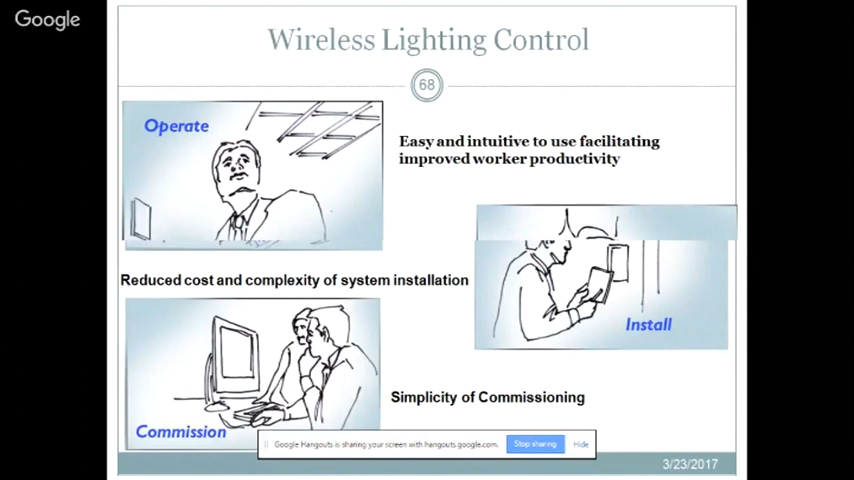 Google
Wireless Lighting Control
68
Operate
Easy and intuitive to use facilitating
improved worker productivity
Reduced cost and complexity of system installation
Install
Simplicity of Commissioning
Commission
Google Hangouts is sharing your screen with hangouts.google.com.
Stop sharing
Hide
3/23/2017